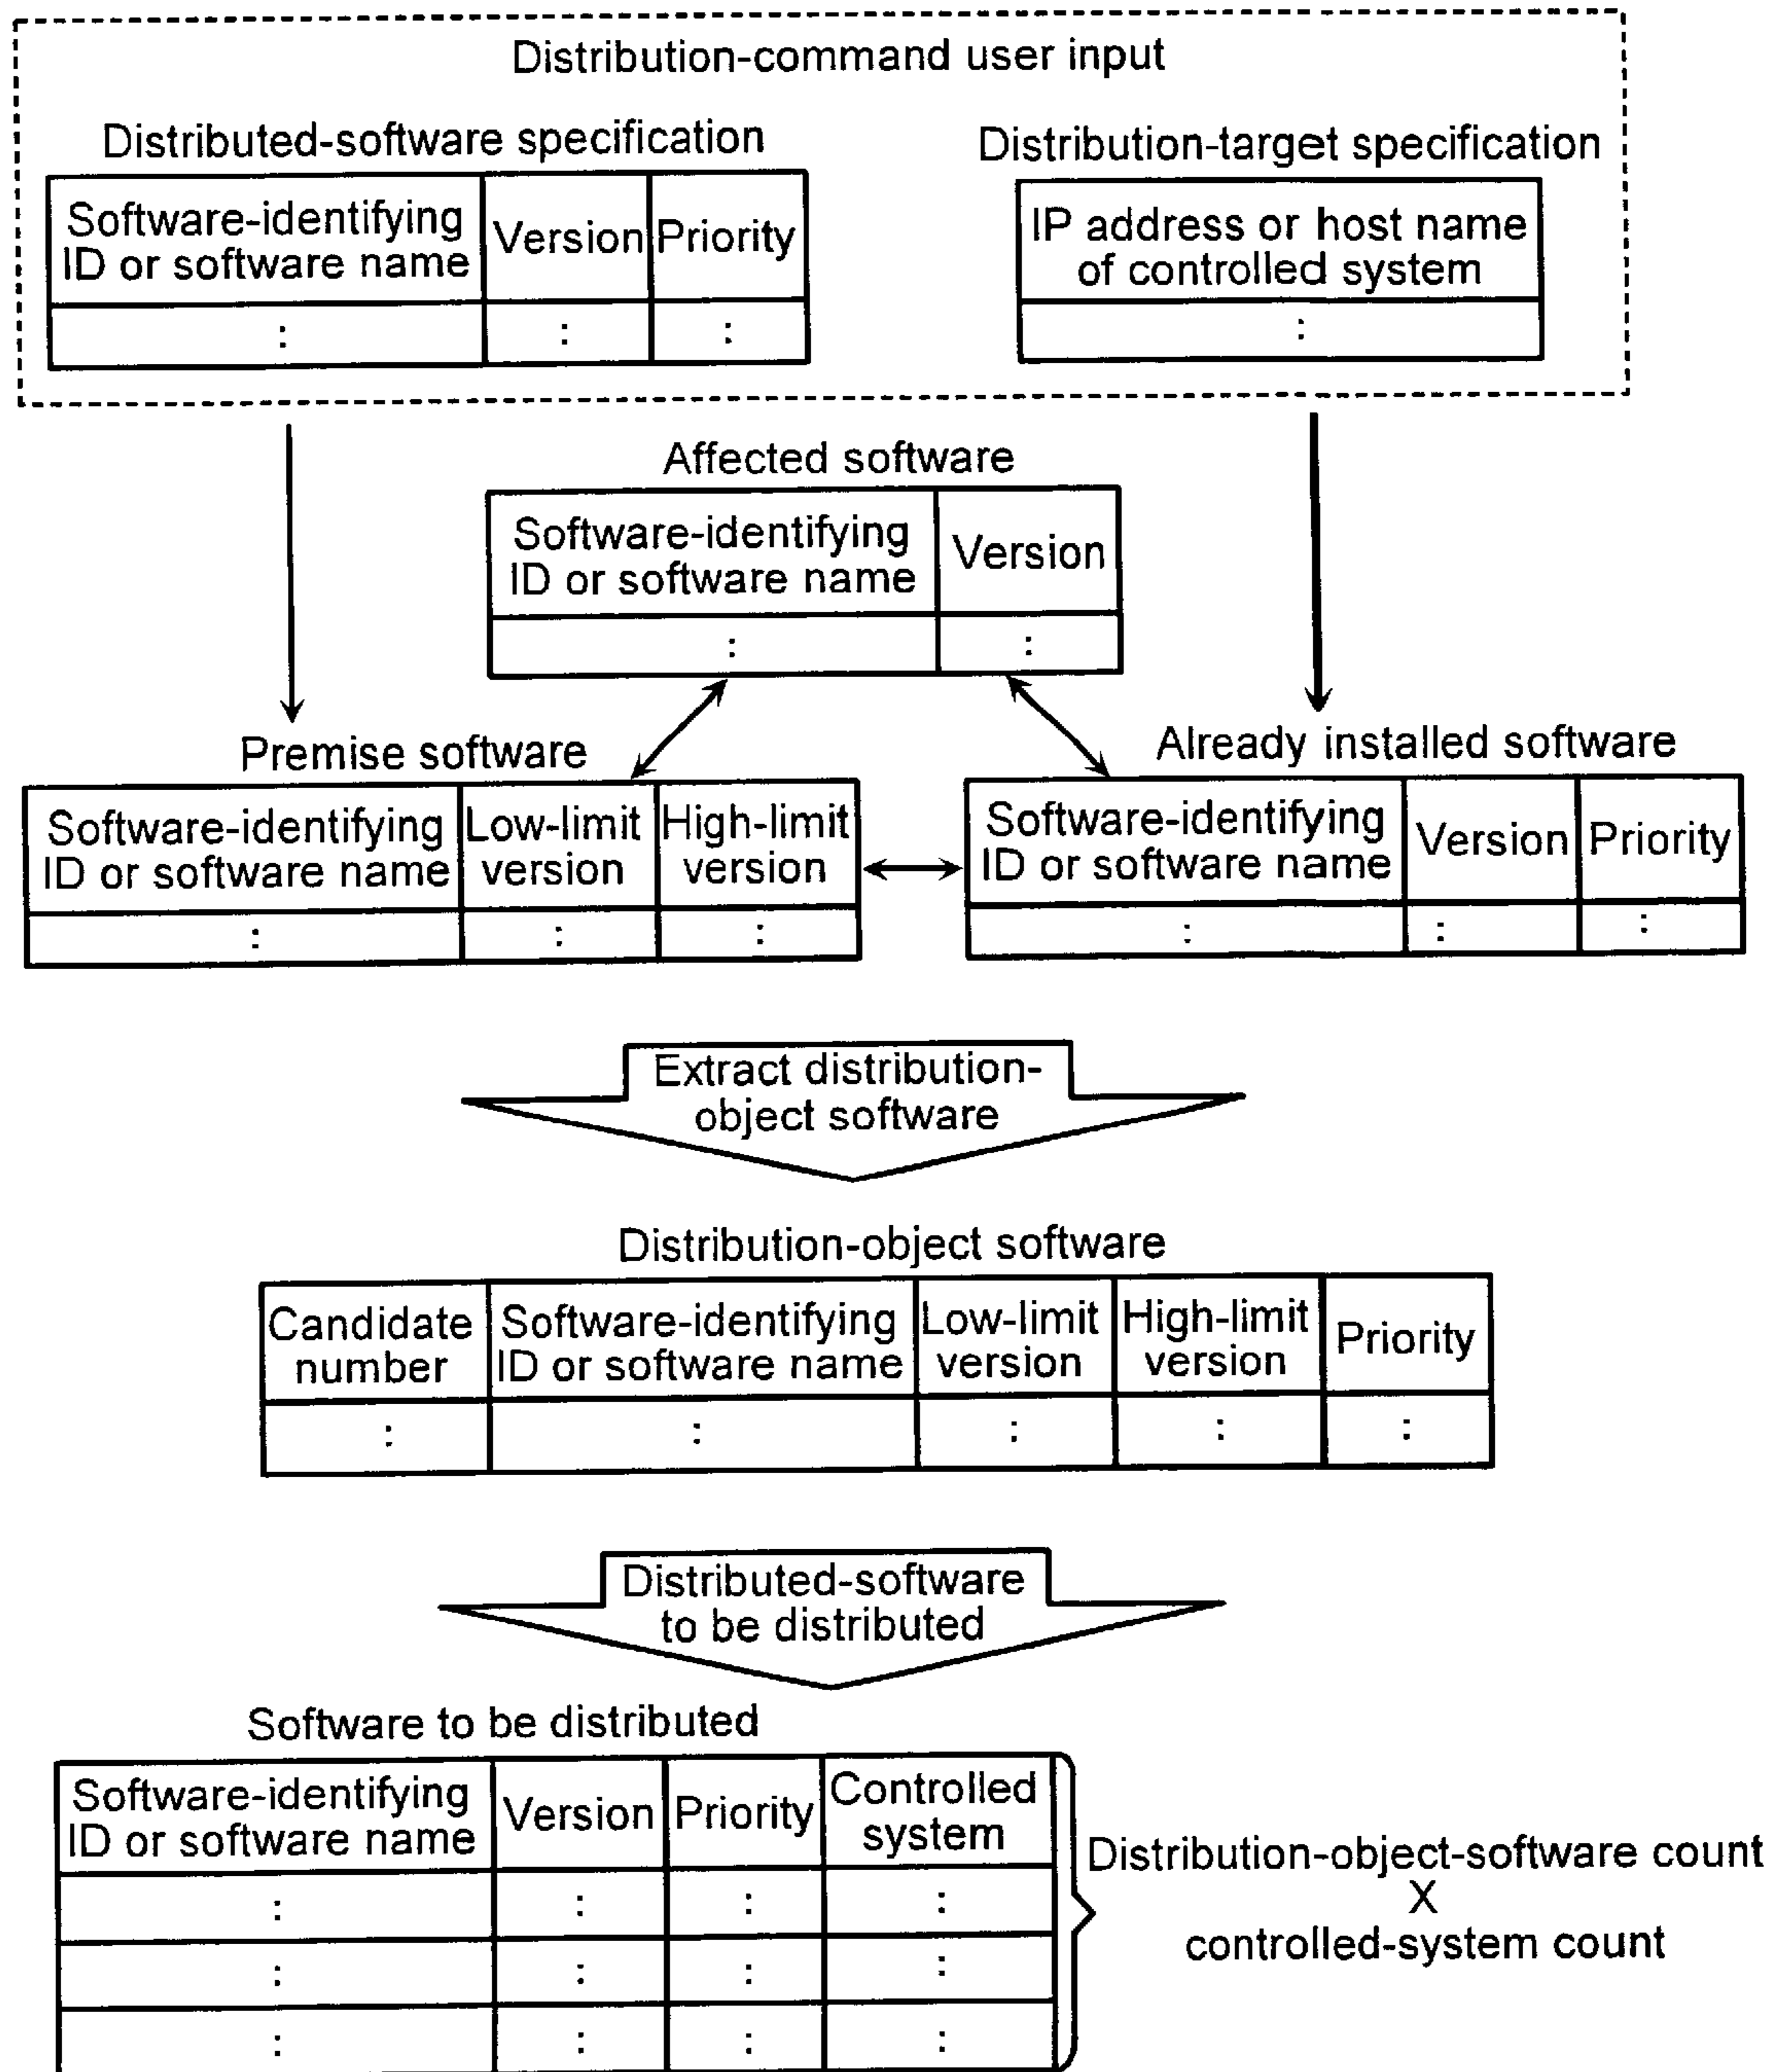 Distribution-command user input
Distributed-software specification
Software-identifying
ID or software name
Version
Priority
:
:
:
Distribution-target specification
IP address or host name
of controlled system
:
Affected software
Software-identifying
ID or software name
Version
:
:
Premise software
Software-identifying
ID or software name
Low-limit
version
High-limit
version
:
:
:
Already installed software
Software-identifying
ID or software name
Version
Priority
:
:
:
Extract distribution-
object software
Distribution-object software
Candidate
number
Software-identifying
ID or software name
Low-limit
version
High-limit
version
Priority
:
:
:
:
:
Distributed-software
to be distributed
Software to be distributed
Software-identifying
ID or software name
Version
Priority
Controlled
system
:
:
:
:
:
:
:
:
:
:
:
:
Distribution-object-software count
X
controlled-system count